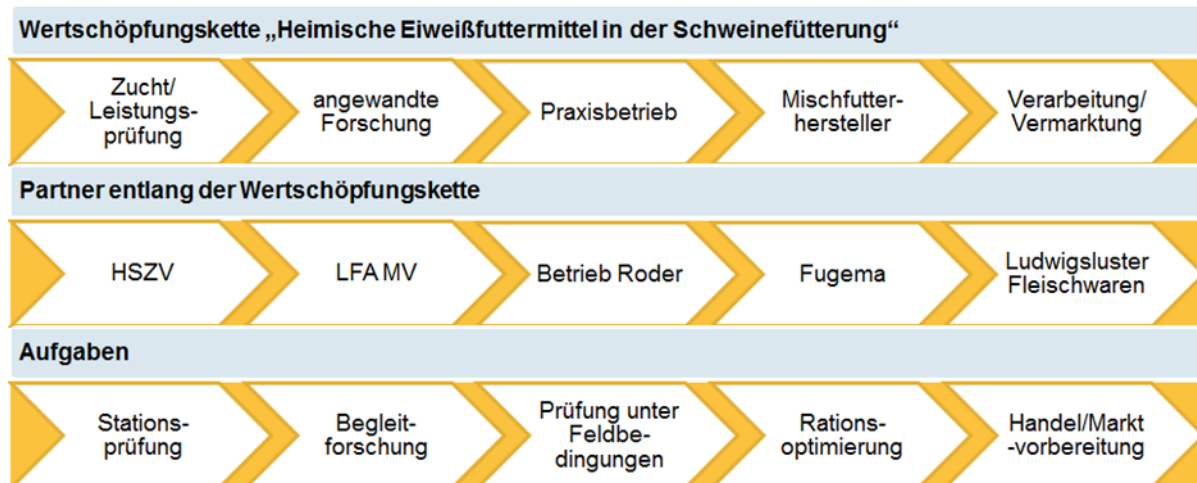 Wertschöpfungskette „Heimische Eiweißfuttermittel in der Schweinefütterung“
Zucht/
Leistungs-
prüfung
angewandte
Forschung
Praxisbetrieb
Mischfutter-
hersteller
Verarbeitung/
Vermarktung
Partner entlang der Wertschöpfungskette
HSZV
LFA MV
Betrieb Roder
Fugema
Ludwigsluster
Fleischwaren
Aufgaben
Stations-
prüfung
Begleit-
forschung
Prüfung unter
Feldbe-
dingungen
Rations-
optimierung
Handel/Markt
-vorbereitung